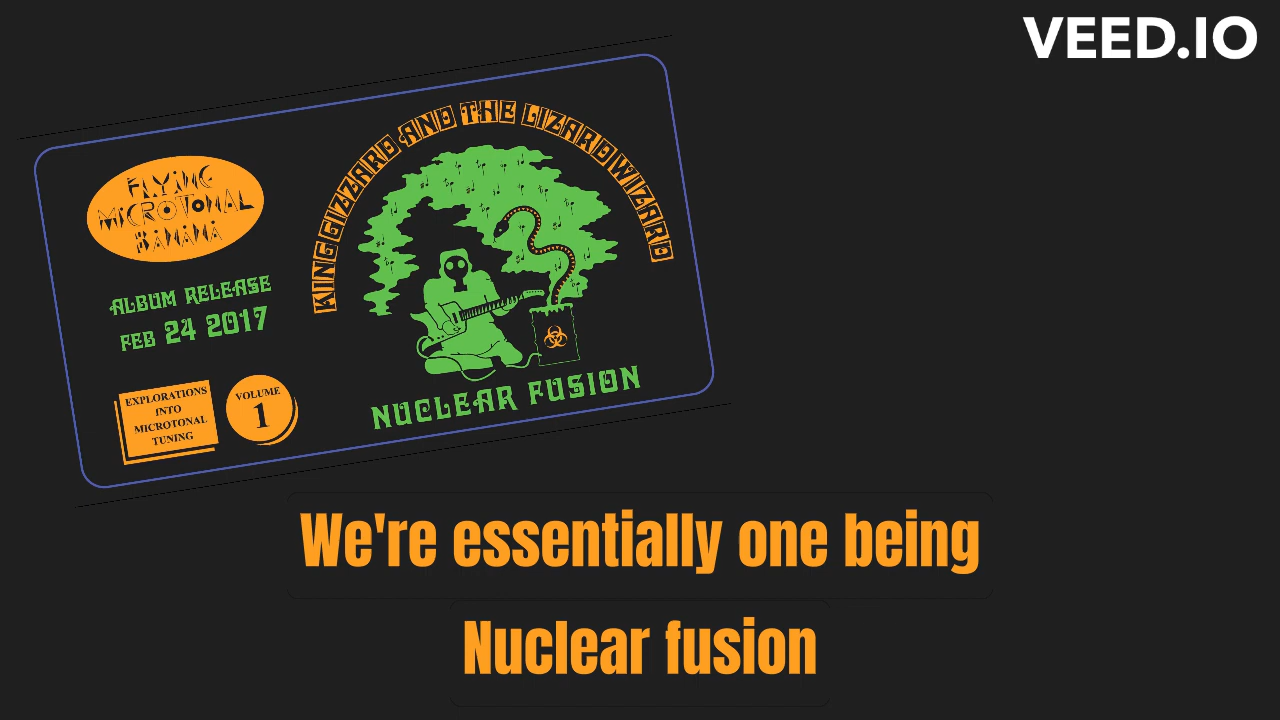 VEED.IO
KING GIZZARD AND THE LIZARD WIZARD
FLYING
MICROTONAL
BANANA
ALBUM RELEASE
FEB 24 2017
EXPLORATIONS
INTO
MICROTONAL
TUNING
VOLUME
1
NUCLEAR FUSION
We're essentially one being
Nuclear fusion